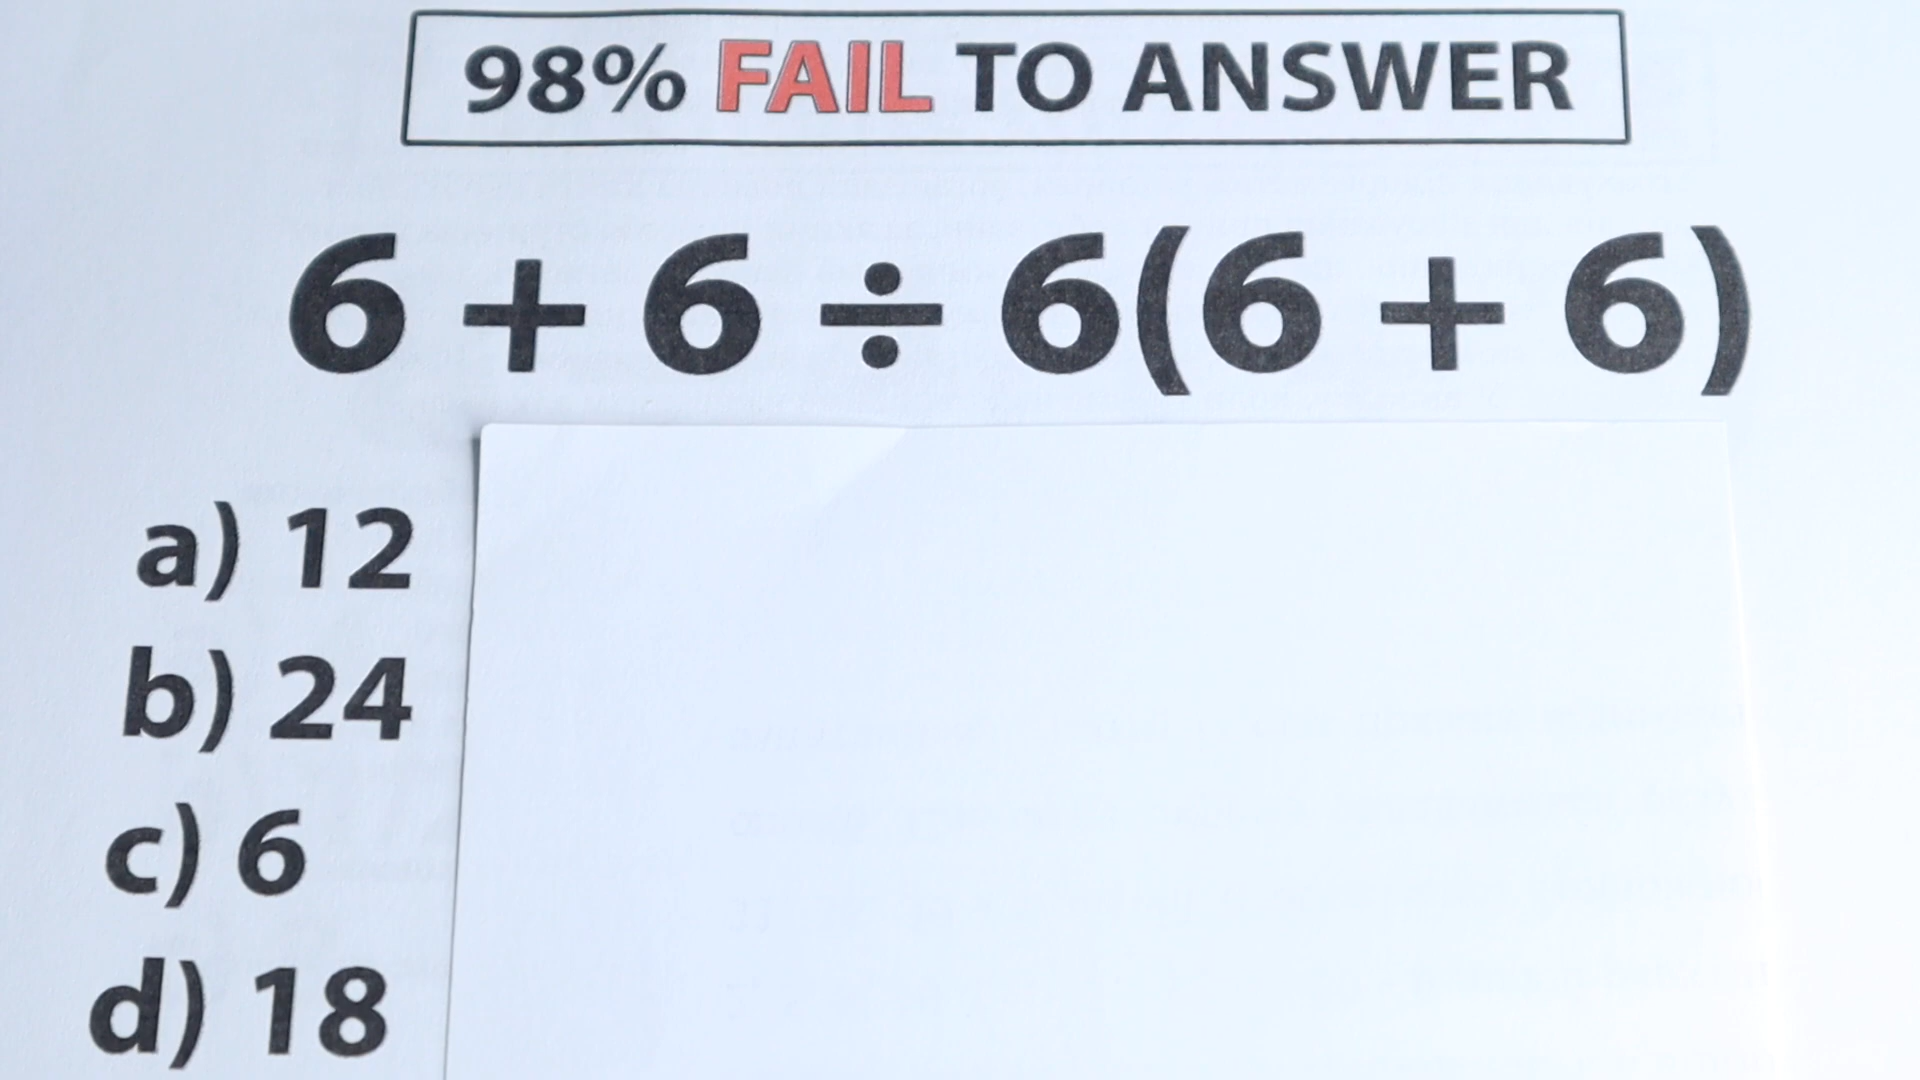 98% FAIL TO ANSWER
6 + 6 ÷ 6(6 + 6)
a) 12
b) 24
c) 6
d) 18